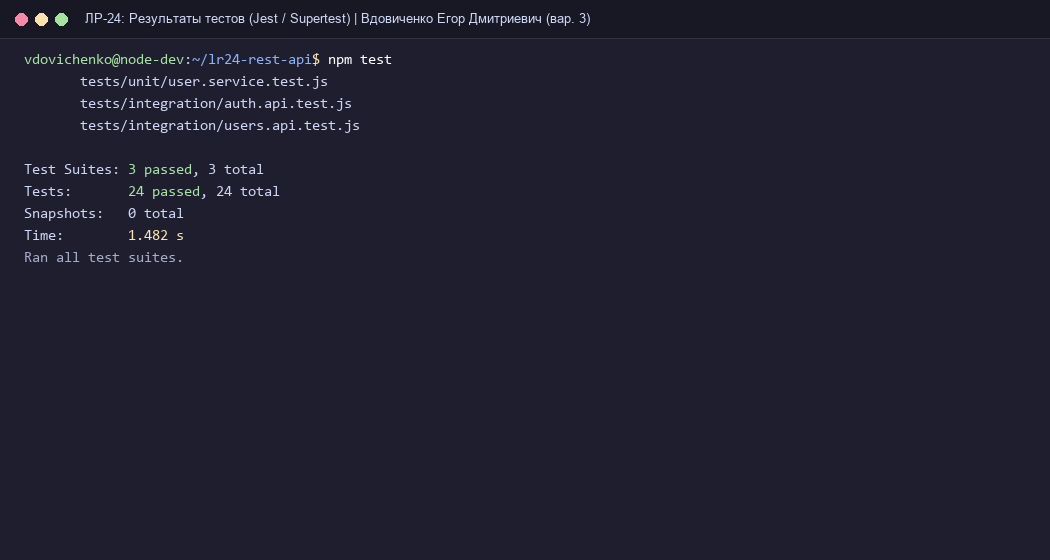 ЛР-24: Результаты тестов (Jest / Supertest) | Вдовиченко Егор Дмитриевич (вар. 3)
vdovichenko@node-dev:~/lr24-rest-api$ npm test
tests/unit/user.service.test.js
tests/integration/auth.api.test.js
tests/integration/users.api.test.js
Test Suites: 3 passed, 3 total
Tests:       24 passed, 24 total
Snapshots:   0 total
Time:        1.482 s
Ran all test suites.